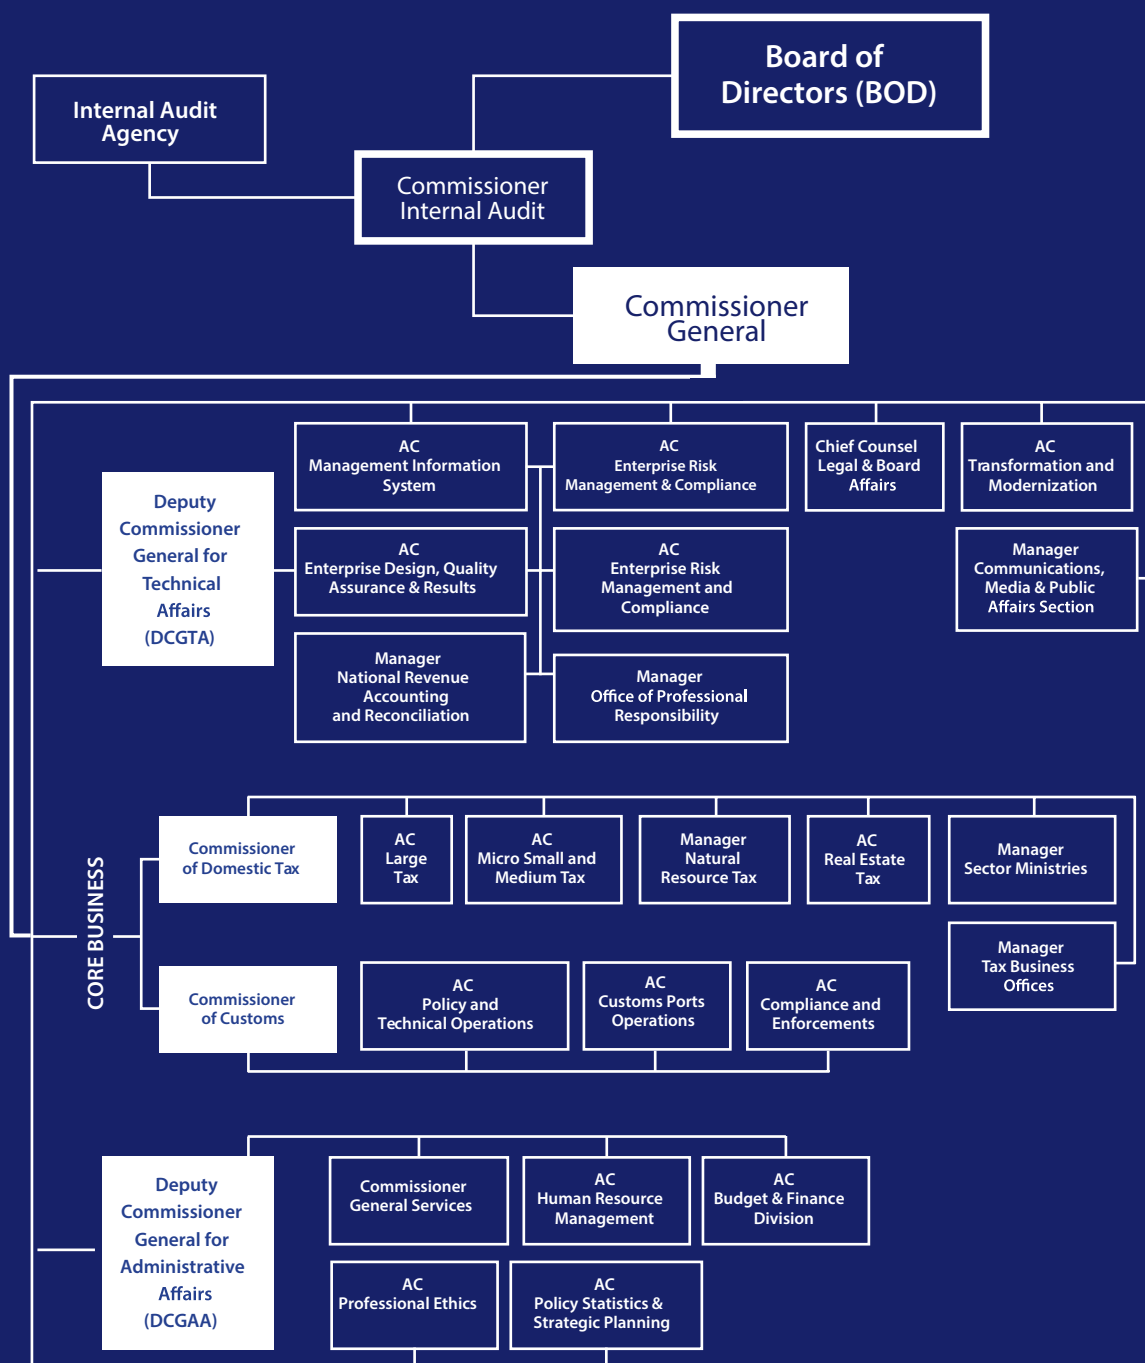 Board of
Directors (BOD)
Internal Audit
Agency
Commissioner
Internal Audit
Commissioner
General
AC
Management Information
System
AC
Enterprise Risk
Management & Compliance
Chief Counsel
Legal & Board
Affairs
AC
Transformation and
Modernization
Deputy
Commissioner
General for
Technical
Affairs
(DCGTA)
AC
Enterprise Design, Quality
Assurance & Results
AC
Enterprise Risk
Management and
Compliance
Manager
Communications,
Media & Public
Affairs Section
Manager
National Revenue
Accounting
and Reconciliation
Manager
Office of Professional
Responsibility
CORE BUSINESS
Commissioner
of Domestic Tax
AC
Large
Tax
AC
Micro Small and
Medium Tax
Manager
Natural
Resource Tax
AC
Real Estate
Tax
Manager
Sector Ministries
Manager
Tax Business
Offices
Commissioner
of Customs
AC
Policy and
Technical Operations
AC
Customs Ports
Operations
AC
Compliance and
Enforcements
Deputy
Commissioner
General for
Administrative
Affairs
(DCGAA)
Commissioner
General Services
AC
Human Resource
Management
AC
Budget & Finance
Division
AC
Professional Ethics
AC
Policy Statistics &
Strategic Planning